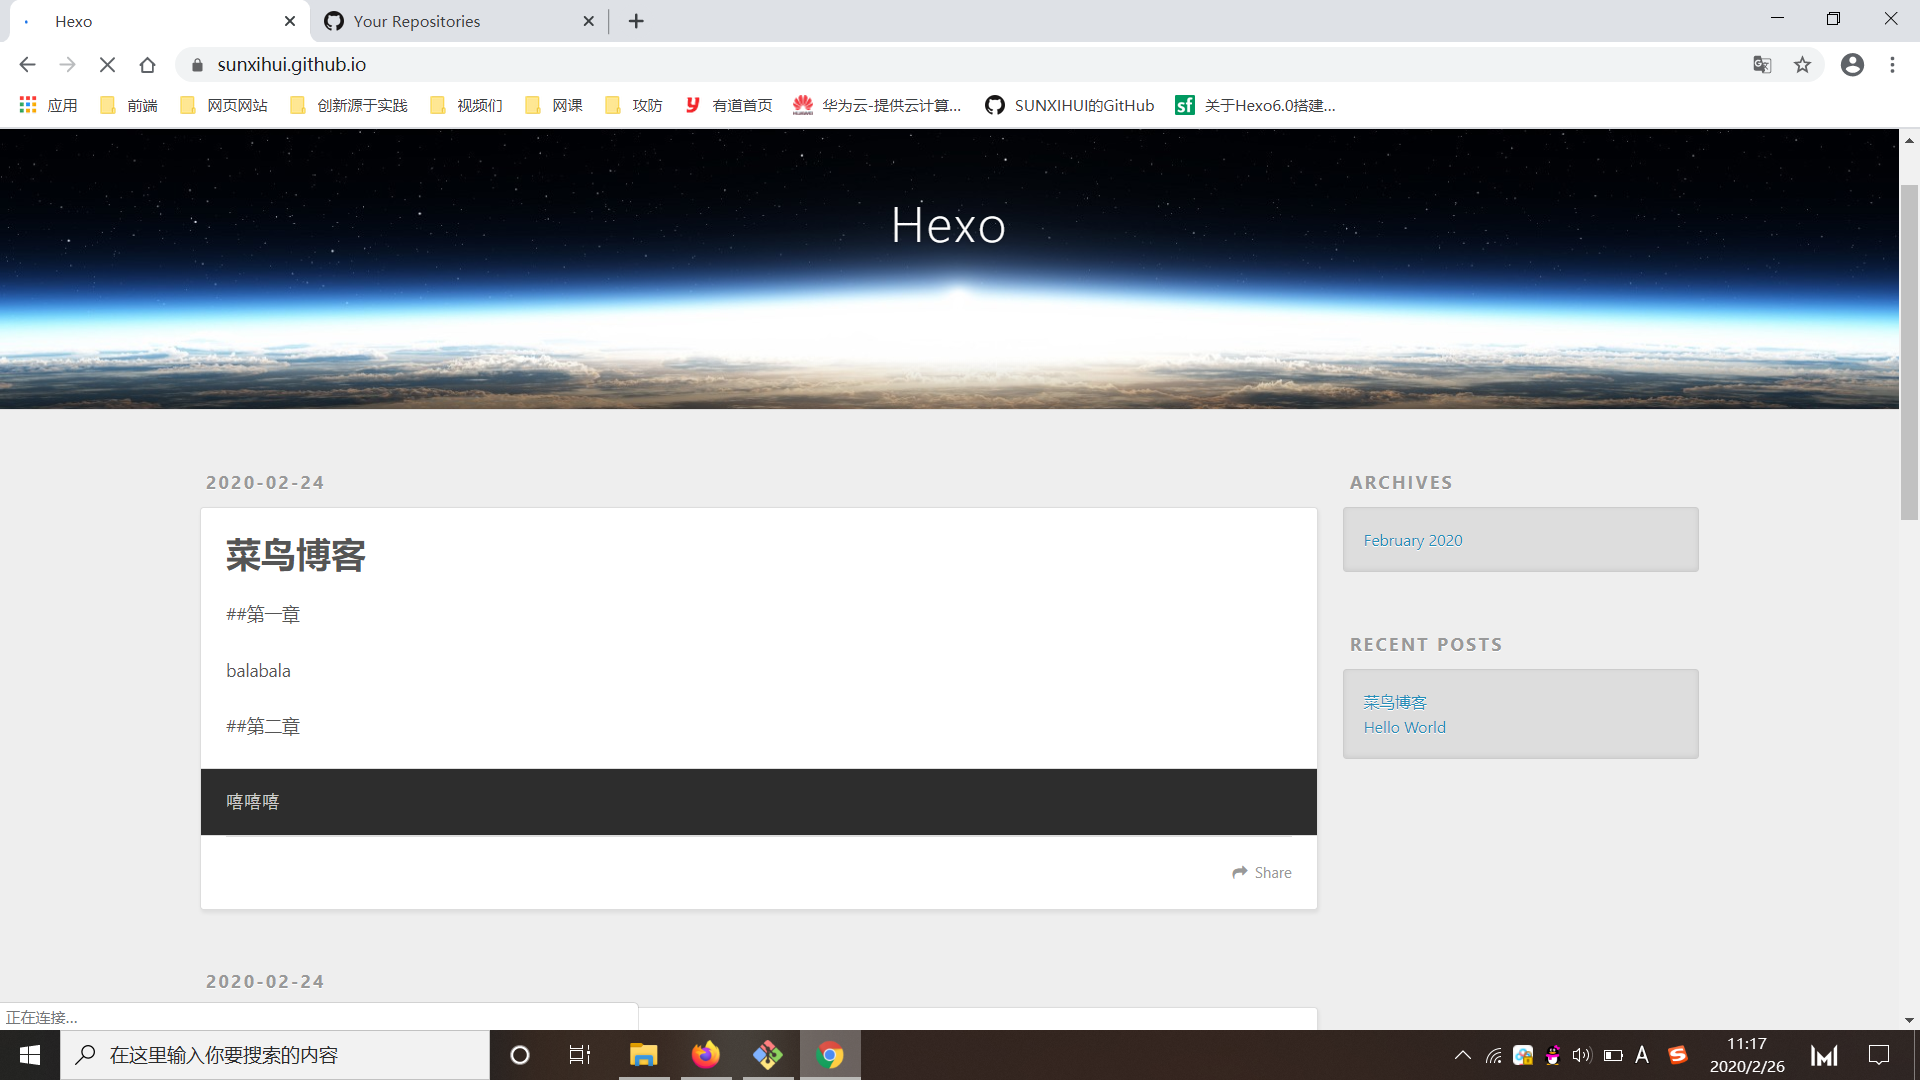 Hexo
Your Repositories
sunxihui.github.io
应用
前端
网页网站
创新源于实践
视频们
网课
攻防
有道首页
华为云-提供云计算...
SUNXIHUI的GitHub
关于Hexo6.0搭建...
Hexo
2020-02-24
菜鸟博客
##第一章
balabala
##第二章
嘻嘻嘻
Share
2020-02-24
ARCHIVES
February 2020
RECENT POSTS
菜鸟博客
Hello World
正在连接...
在这里输入你要搜索的内容
A
11:17
2020/2/26